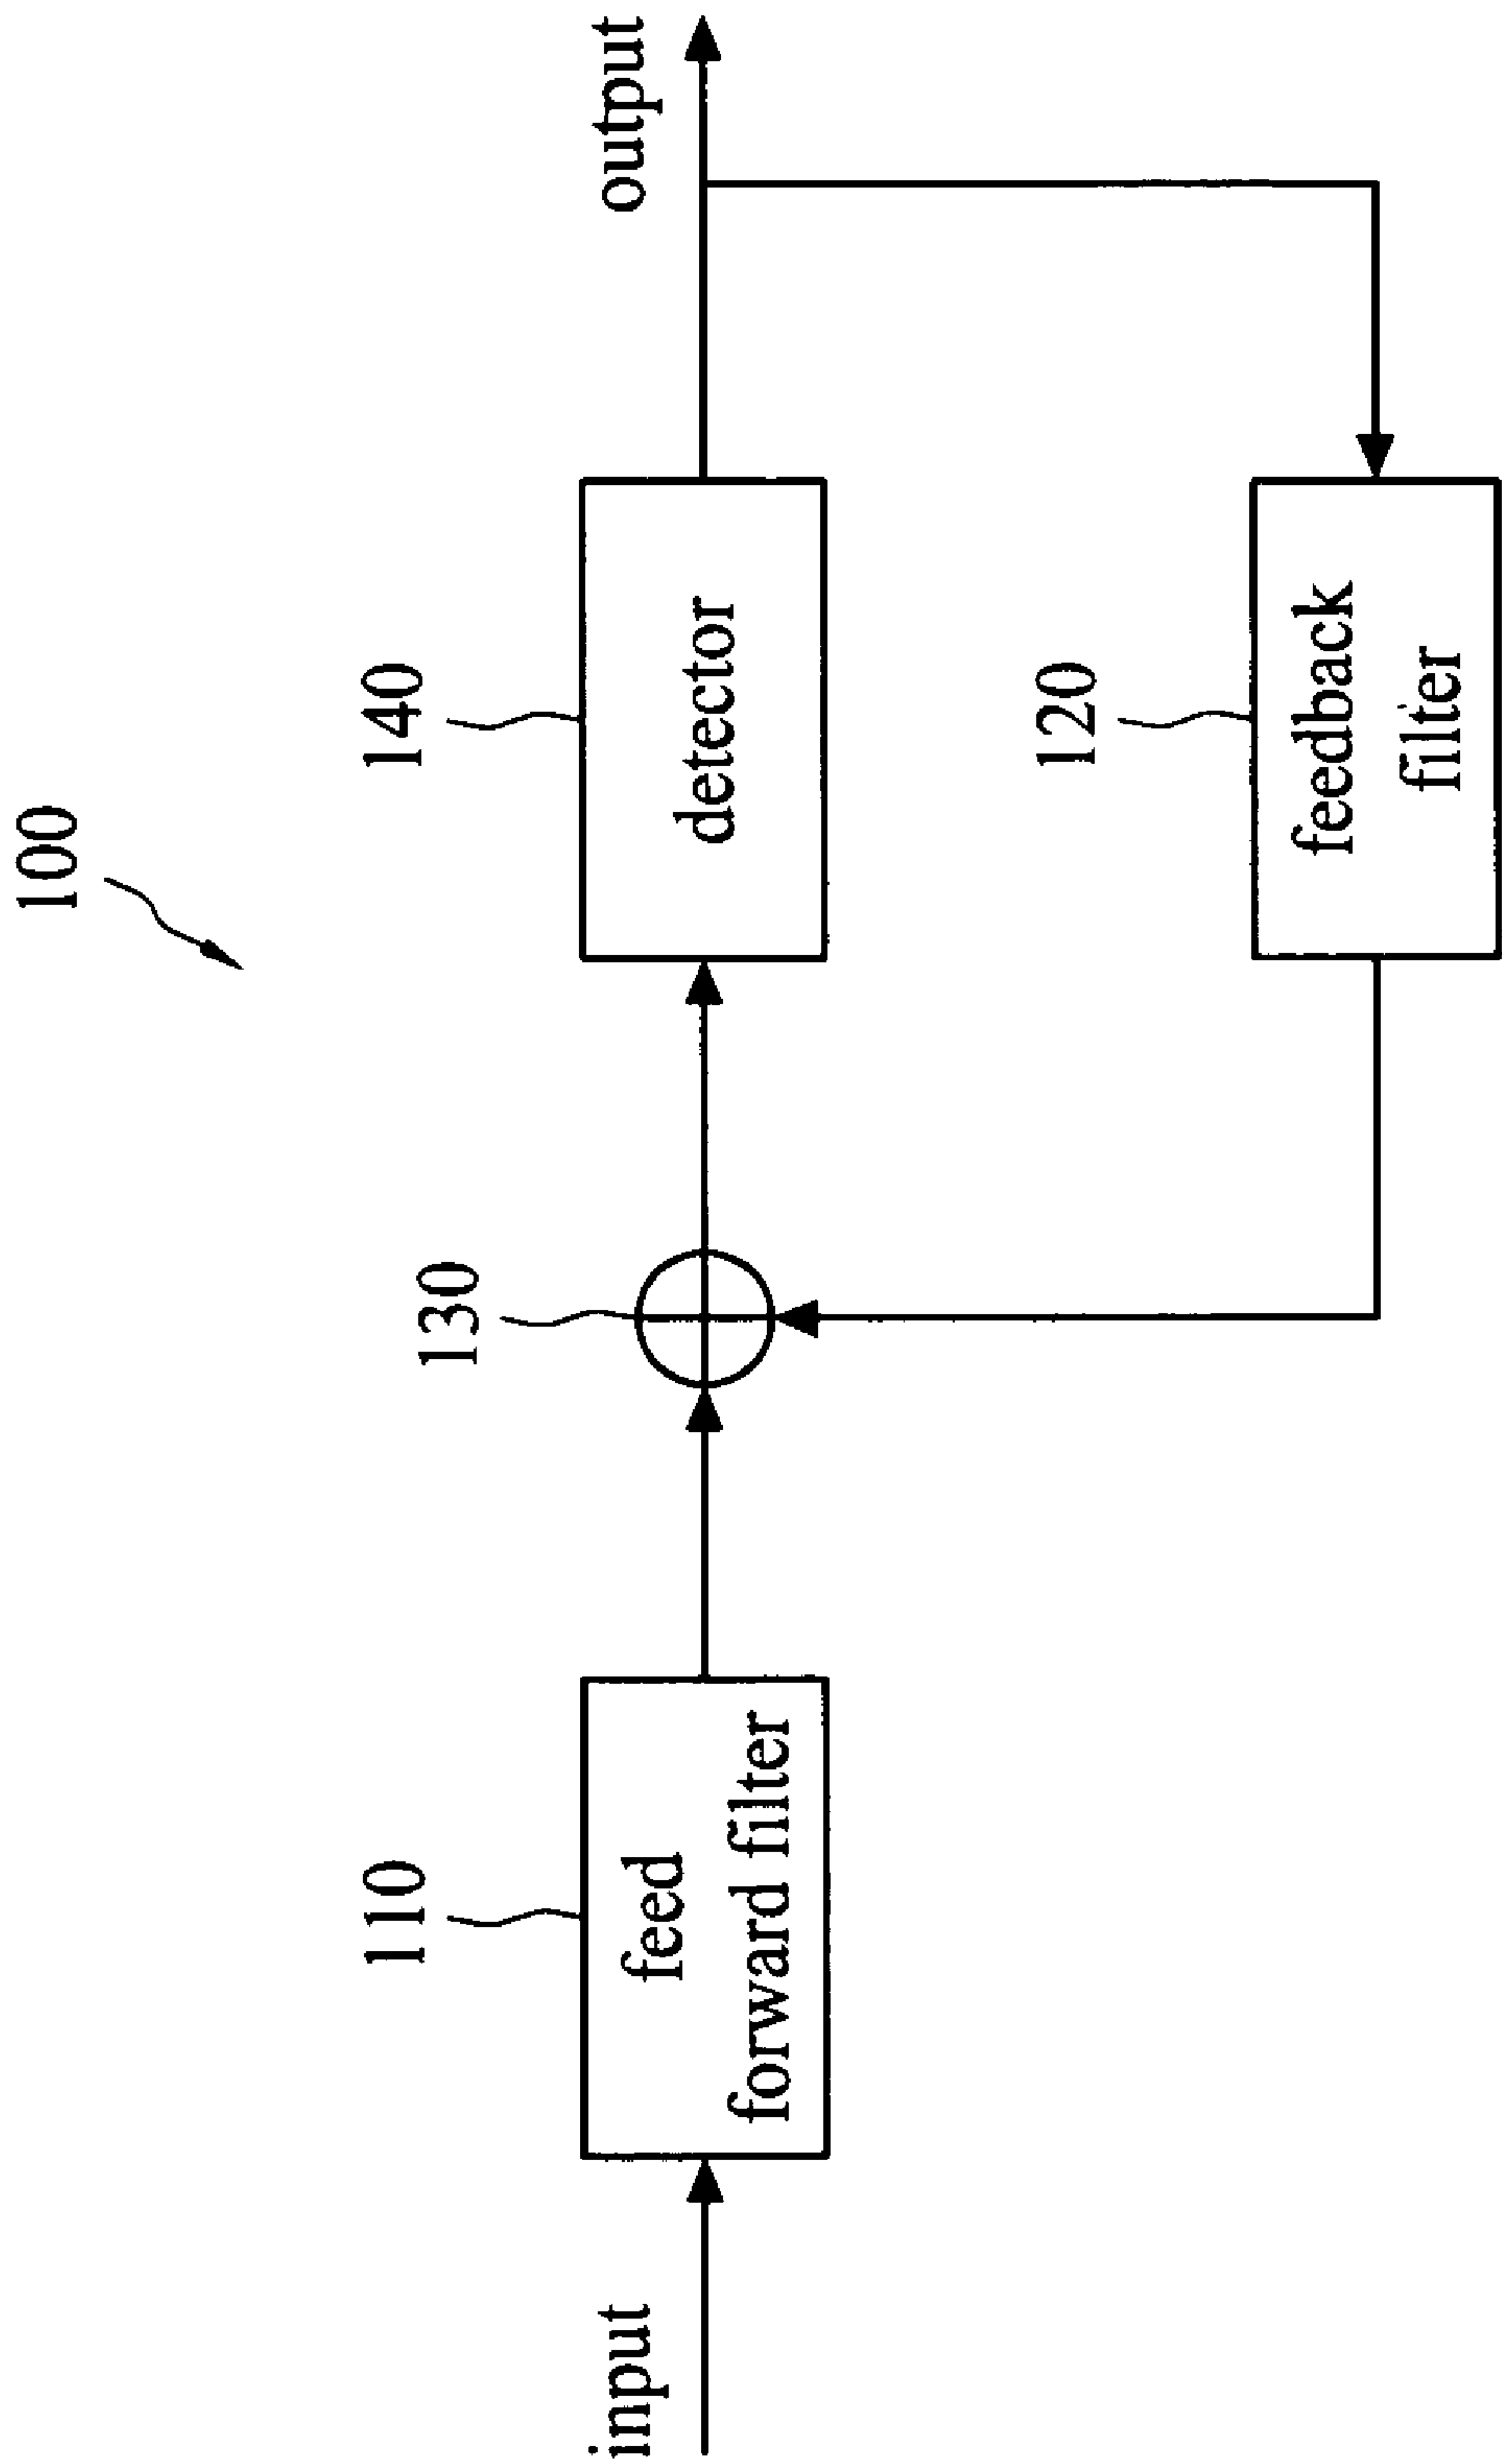 100
110
130
140
input
feed
forward filter
detector
output
120
feedback
filter